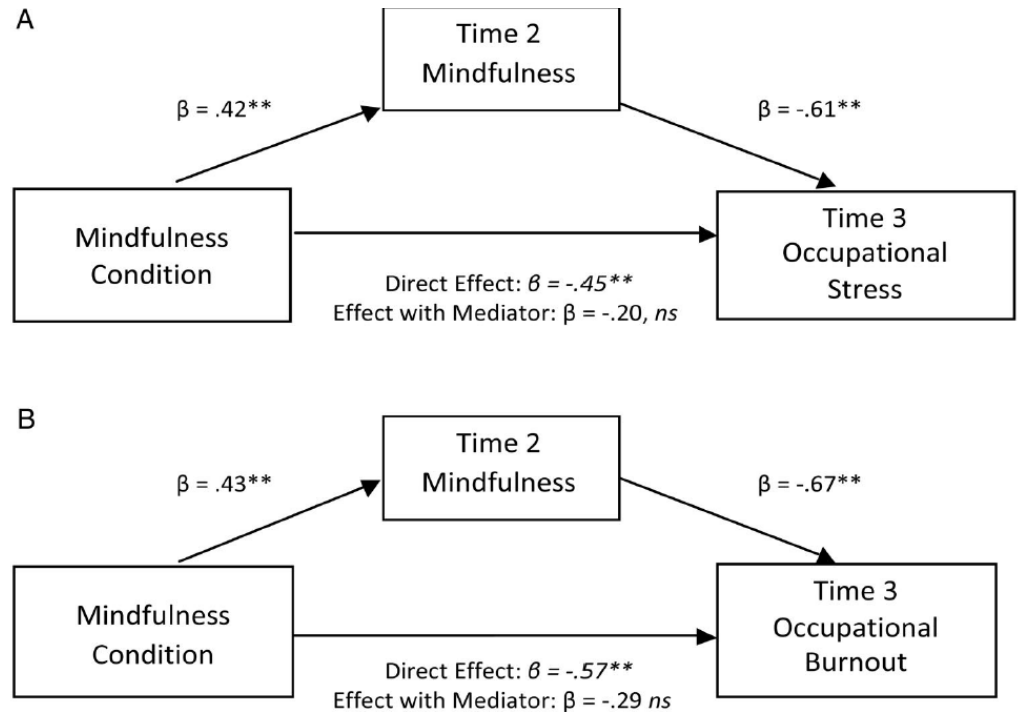 A
Time 2
Mindfulness
β = .42**
β = -.61**
Mindfulness
Condition
Time 3
Occupational
Stress
Direct Effect: β = -.45**
Effect with Mediator: β = -.20, ns
B
Time 2
Mindfulness
β = .43**
β = -.67**
Mindfulness
Condition
Time 3
Occupational
Burnout
Direct Effect: β = -.57**
Effect with Mediator: β = -.29 ns